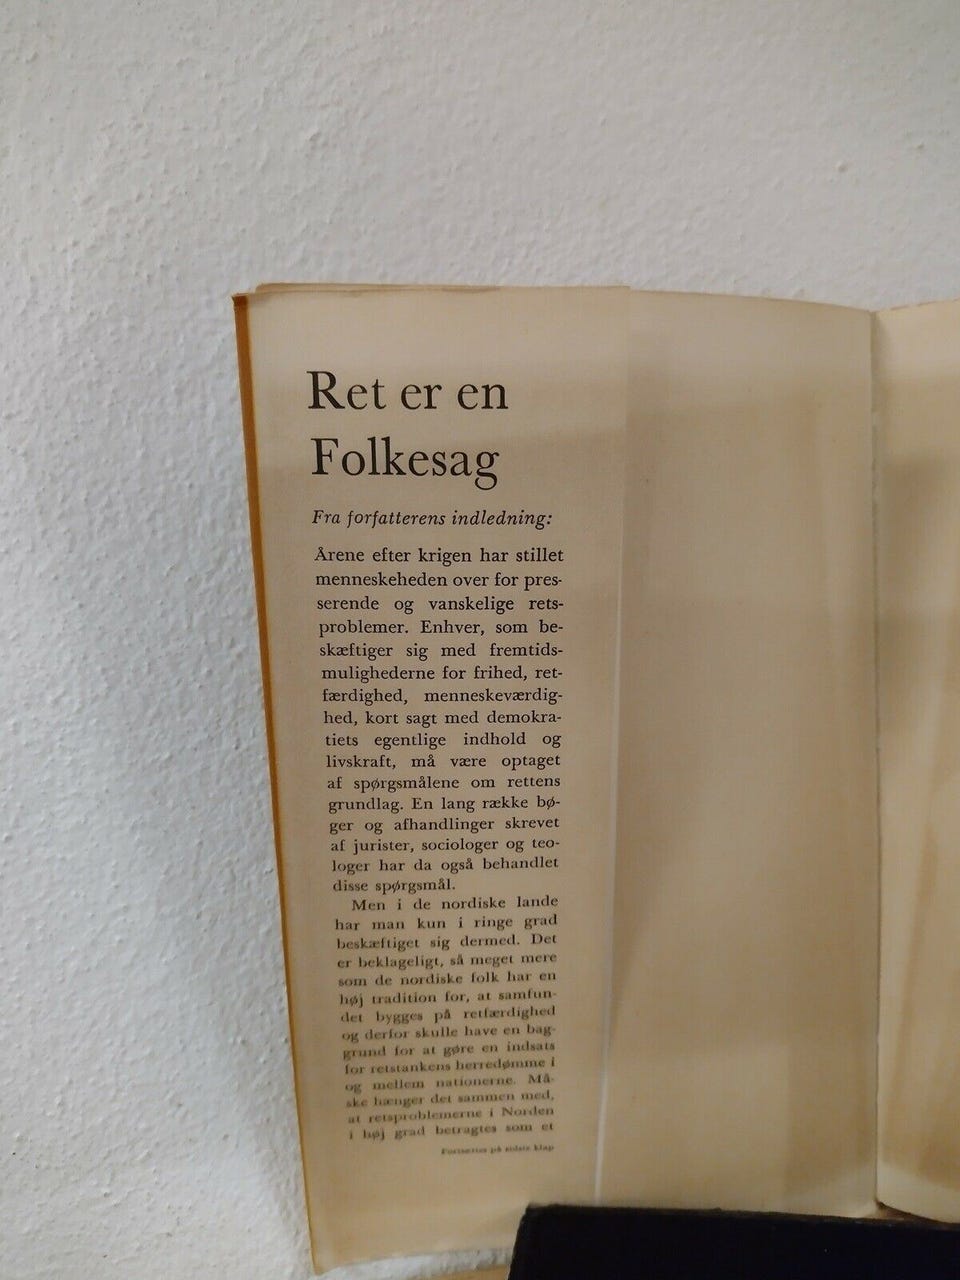 Ret er en
Folkesag
Fra forfatterens indledning:
Årene efter krigen har stillet
menneskeheden over for pres-
serende og vanskelige rets-
problemer. Enhver, som be-
skæftiger sig med fremtids-
mulighederne for frihed, ret-
færdighed, menneskeværdig-
hed, kort sagt med demokra-
tiets egentlige indhold og
livskraft, må være optaget
af spørgsmålene om rettens
grundlag. En lang række bø-
ger og afhandlinger skrevet
af jurister, sociologer og teo-
loger har da også behandlet
disse spørgsmål.
Men i de nordiske lande
har man kun i ringe grad
beskæftiget sig dermed. Det
er beklageligt, så meget mere
som de nordiske folk har en
høj tradition for, at samfun-
det bygges på retfærdighed
og derfor skulle have en bag-
grund for at gøre en indsats
for retstankens herredømme i
og mellem nationerne. Må-
ske hænger det sammen med,
at retsproblemerne i Norden
i høj grad betragtes som et
Fortsættes på sidste klap